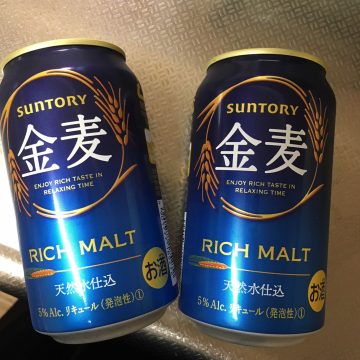 SUNTORY
金麦
ENJOY RICH TASTE IN
RELAXING TIME
RICH MALT
お酒
天然水仕込
5% Alc. リキュール(発泡性)①
SUNTORY
金麦
ENJOY RICH TASTE IN
RELAXING TIME
RICH MALT
お酒
天然水仕込
5% Alc. リキュール(発泡性)①